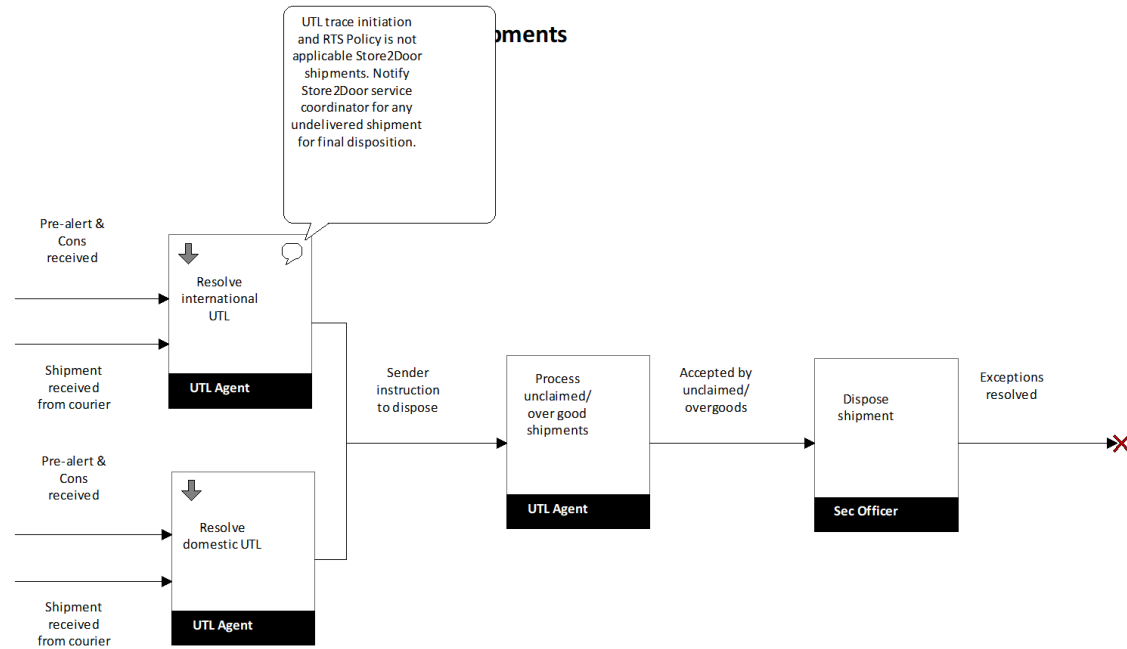 UTL trace initiation
and RTS Policy is not
applicable Store2Door
shipments. Notify
Store2Door service
coordinator for any
undelivered shipment
for final disposition.
Pre-alert &
Cons
received
Resolve
international
UTL
UTL Agent
Shipment
received
from courier
Sender
instruction
to dispose
Process
unclaimed/
over good
shipments
UTL Agent
Accepted by
unclaimed/
overgoods
Dispose
shipment
Sec Officer
Exceptions
resolved
Pre-alert &
Cons
received
Resolve
domestic UTL
UTL Agent
Shipment
received
from courier